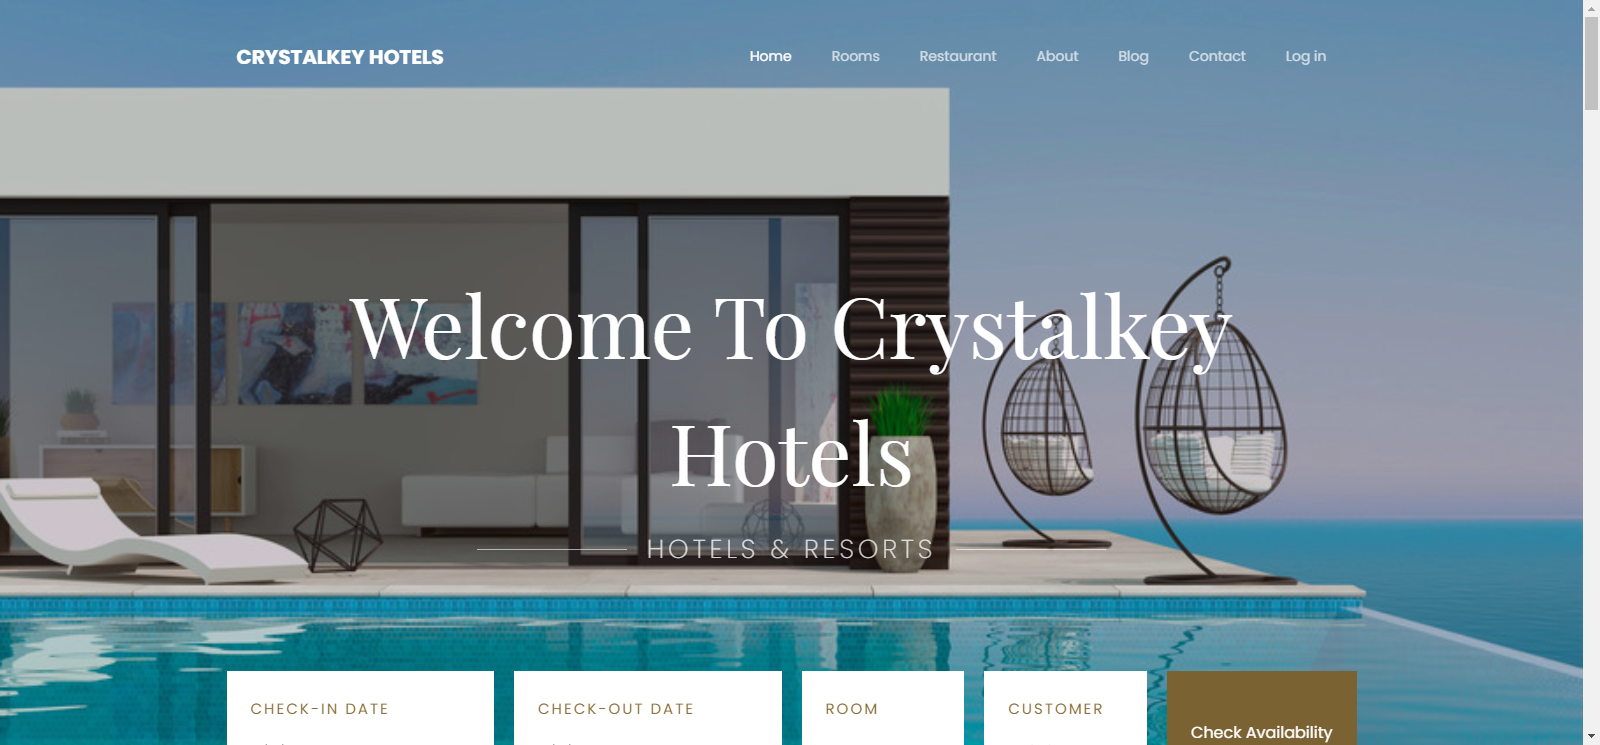 CRYSTALKEY HOTELS
Home Rooms Restaurant About Blog Contact Log in
Welcome To Crystalkey
Hotels
HOTELS & RESORTS
CHECK-IN DATE CHECK-OUT DATE ROOM CUSTOMER
Check Availability